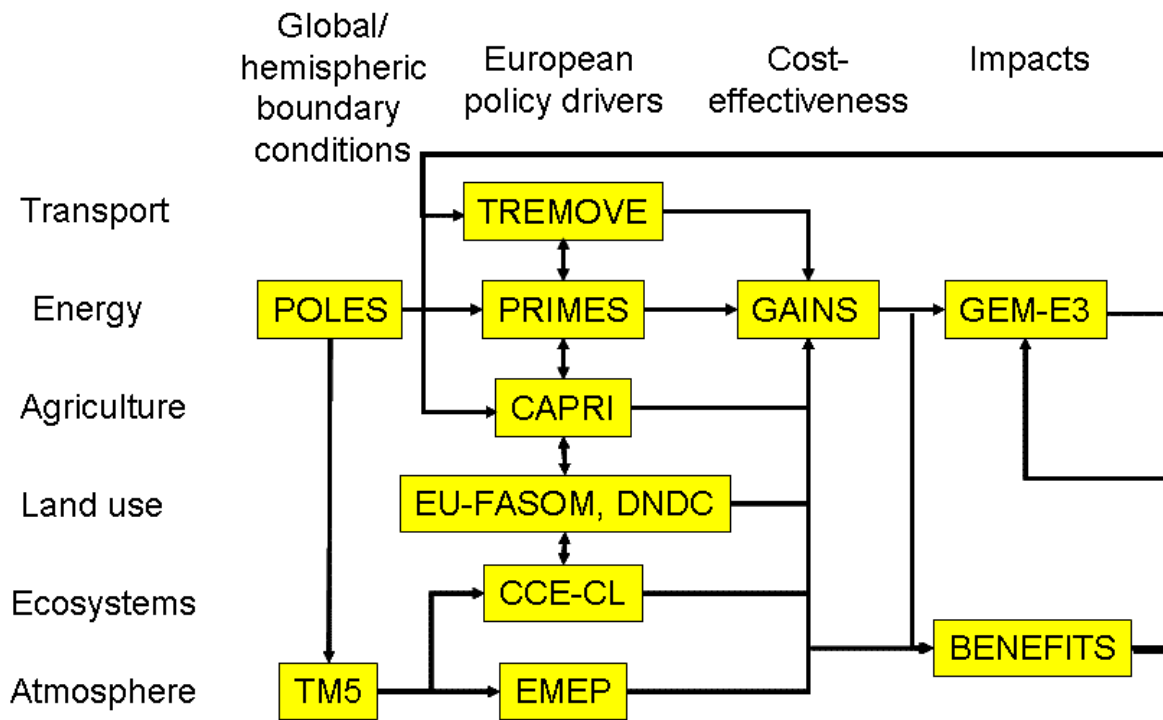 Global/
hemispheric
boundary
conditions
European
policy drivers
Cost-
effectiveness
Impacts
Transport
TREMOVE
Energy
POLES
PRIMES
GAINS
GEM-E3
Agriculture
CAPRI
Land use
EU-FASOM, DNDC
Ecosystems
CCE-CL
BENEFITS
Atmosphere
TM5
EMEP